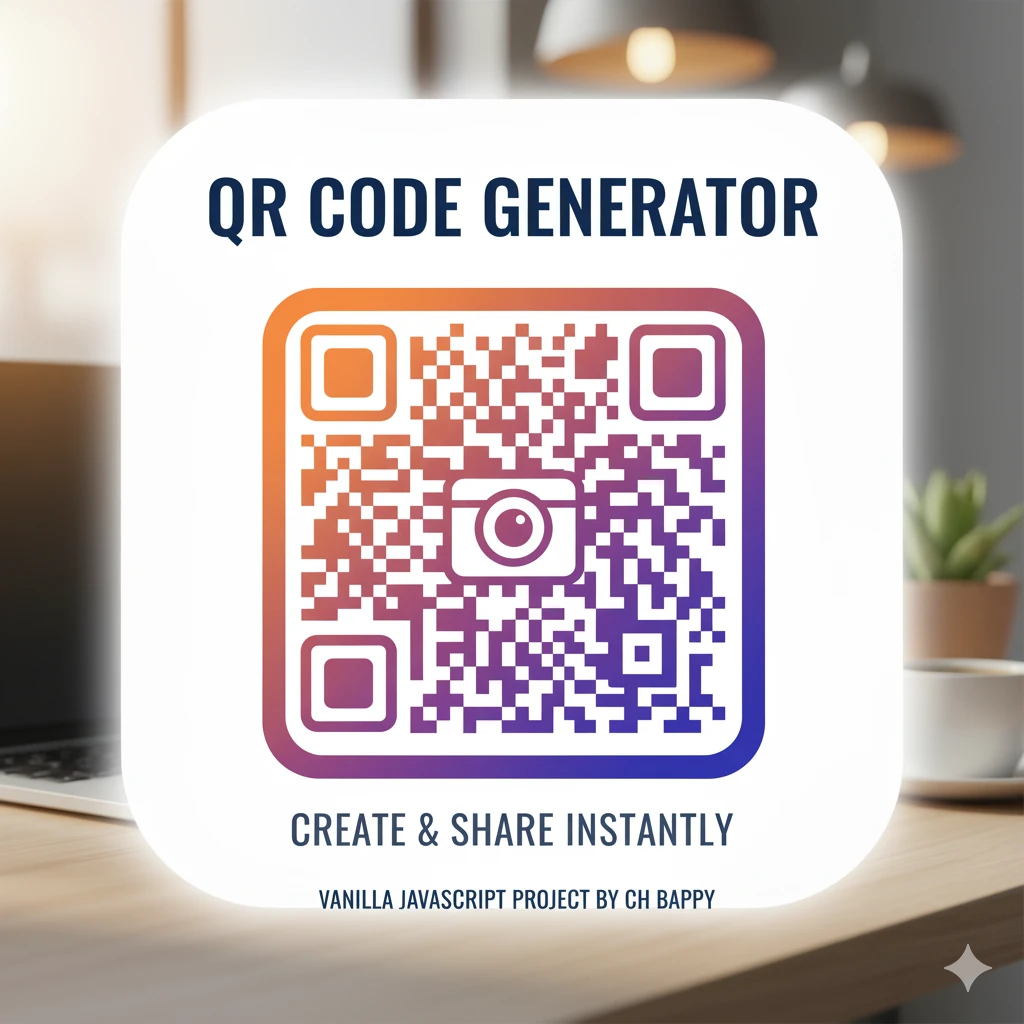 QR CODE GENERATOR
CREATE & SHARE INSTANTLY
VANILLA JAVASCRIPT PROJECT BY CH BAPPY